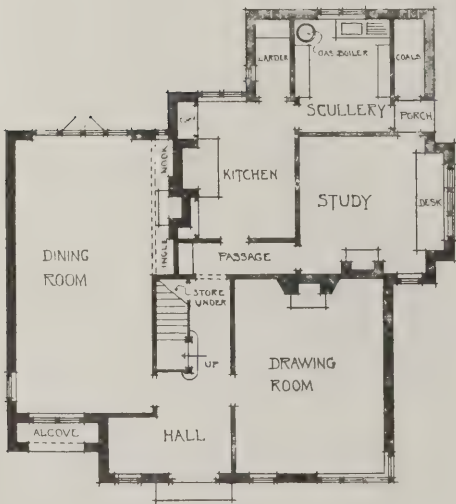 LARDER
GAS BOILER
COALS
SCULLERY
PORCH
KITCHEN
NOOK
STUDY
DESK
DINING
ROOM
INGLE
PASSAGE
STORE
UNDER
UP
DRAWING
ROOM
ALCOVE
HALL